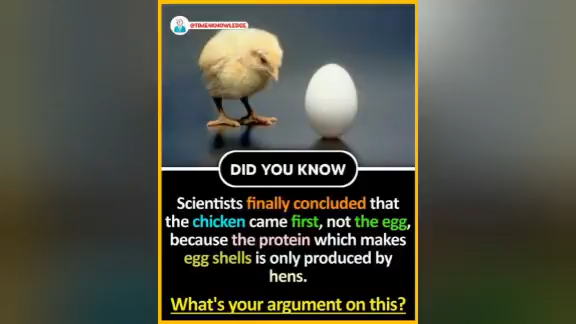 @TIME4KNOWLEDGE_
DID YOU KNOW
Scientists finally concluded that
the chicken came first, not the egg,
because the protein which makes
egg shells is only produced by
hens.
What's your argument on this?